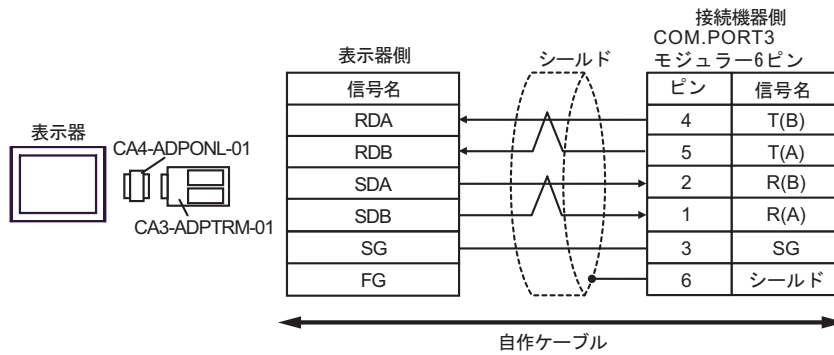 接続機器側
COM.PORT3
表示器側 シールド モジュラー6ピン
信号名 ピン 信号名
表示器 RDA 4 T(B)
CA4-ADPONL-01 RDB 5 T(A)
SDA 2 R(B)
CA3-ADPTRM-01 SDB 1 R(A)
SG 3 SG
FG 6 シールド
自作ケーブル